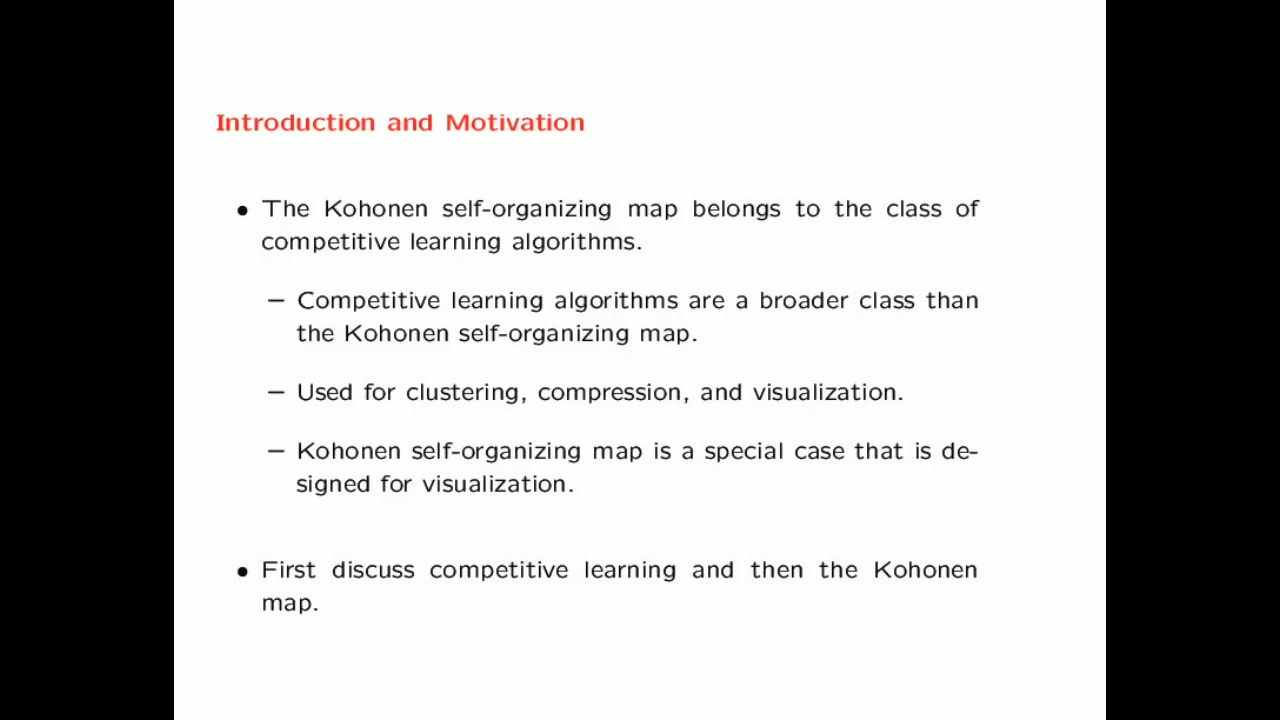 Introduction and Motivation
• The Kohonen self-organizing map belongs to the class of
competitive learning algorithms.
– Competitive learning algorithms are a broader class than
the Kohonen self-organizing map.
– Used for clustering, compression, and visualization.
– Kohonen self-organizing map is a special case that is de-
signed for visualization.
• First discuss competitive learning and then the Kohonen
map.